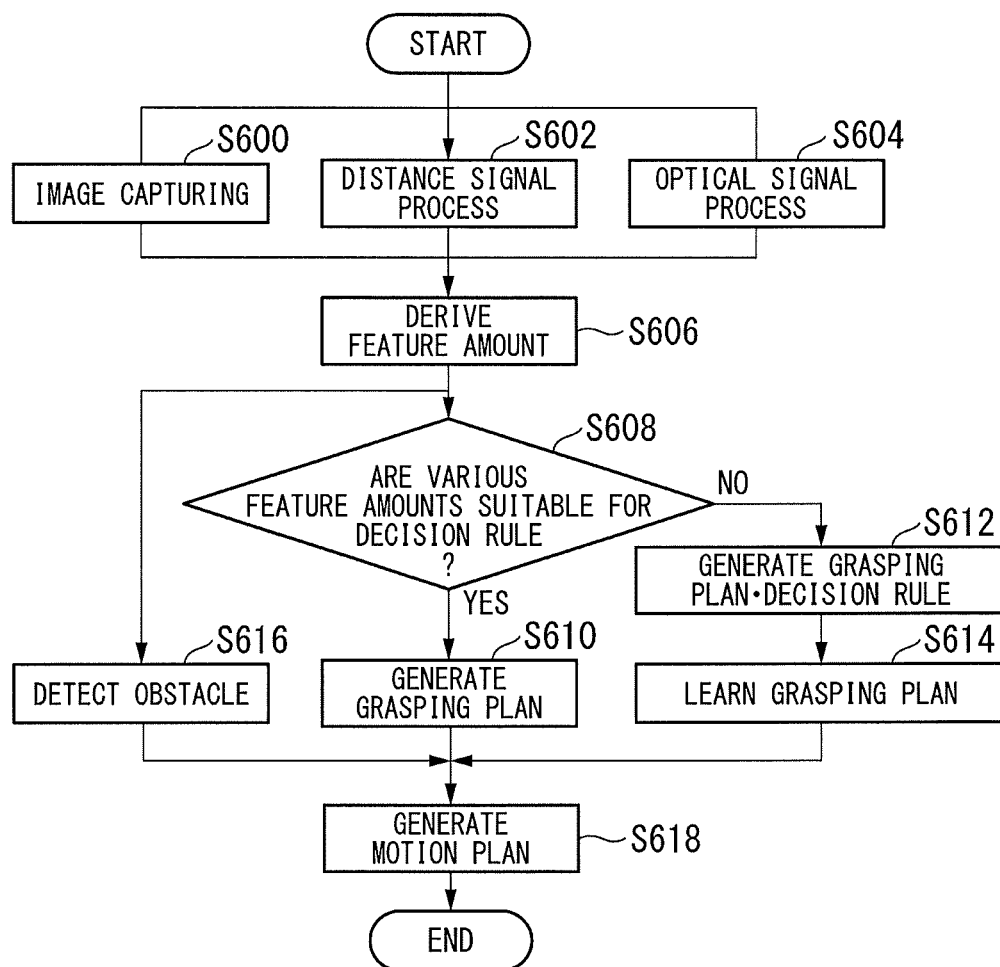 START
S600
S602
S604
IMAGE CAPTURING
DISTANCE SIGNAL
PROCESS
OPTICAL SIGNAL
PROCESS
DERIVE
FEATURE AMOUNT
S606
S608
ARE VARIOUS
FEATURE AMOUNTS SUITABLE FOR
DECISION RULE
?
NO
YES
S612
GENERATE GRASPING
PLAN・DECISION RULE
S616
S610
S614
DETECT OBSTACLE
GENERATE
GRASPING PLAN
LEARN GRASPING PLAN
GENERATE
MOTION PLAN
S618
END